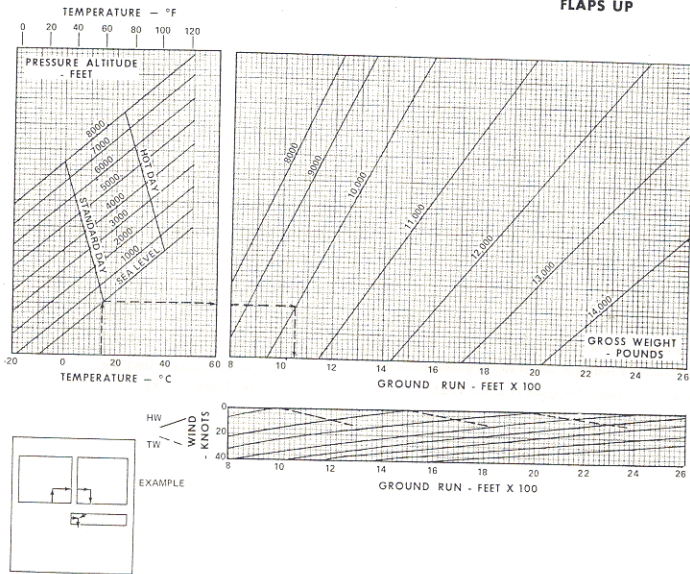 FLAPS UP
TEMPERATURE — °F
0 20 40 60 80 100 120
PRESSURE ALTITUDE
- FEET
8000
7000
6000
5000
4000
3000
2000
1000
SEA LEVEL
HOT DAY
STANDARD DAY
-20 0 20 40 60
TEMPERATURE — °C
8000
9000
10,000
11,000
12,000
13,000
14,000
GROSS WEIGHT
- POUNDS
8 10 12 14 16 18 20 22 24 26
GROUND RUN - FEET X 100
HW
TW
WIND
- KNOTS
0
20
40
8 10 12 14 16 18 20 22 24 26
GROUND RUN - FEET X 100
EXAMPLE